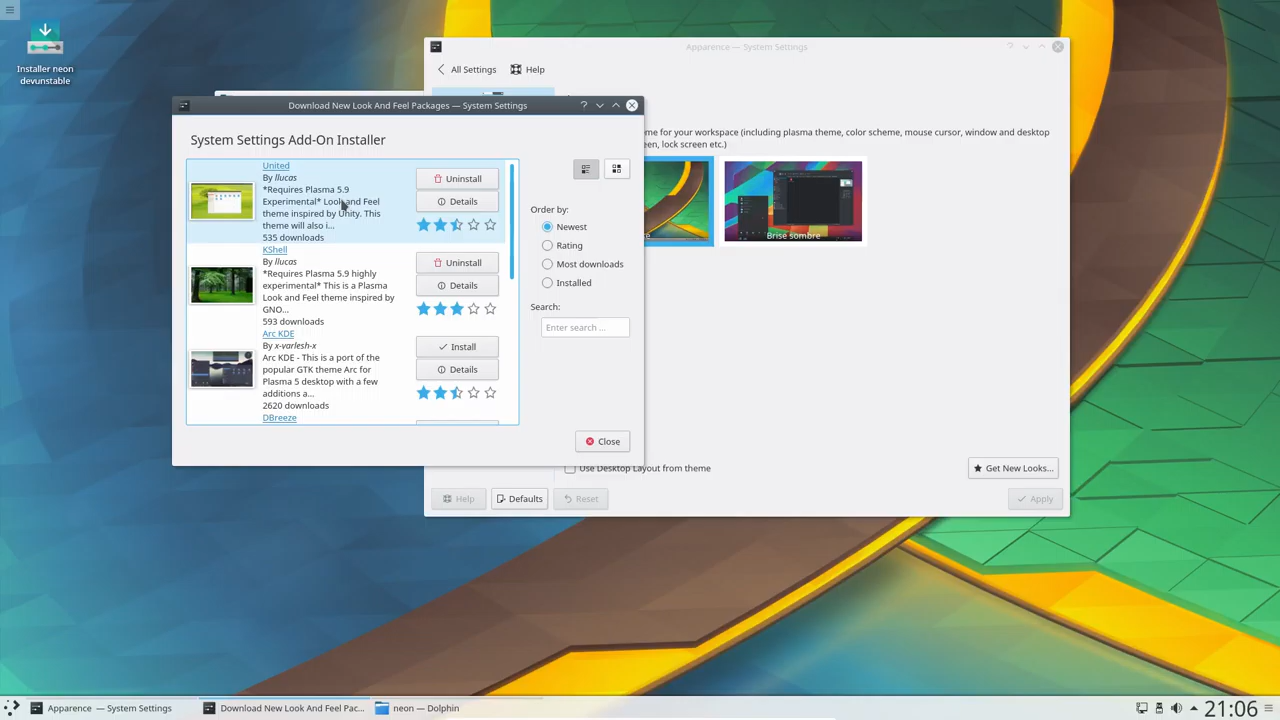 Installer neon
devunstable
Apparence — System Settings
All Settings
Help
Download New Look And Feel Packages — System Settings
System Settings Add-On Installer
United
By llucas
*Requires Plasma 5.9
Experimental* Look and Feel
theme inspired by Unity. This
theme will also i...
535 downloads
Uninstall
Details
KShell
By llucas
*Requires Plasma 5.9 highly
experimental* This is a Plasma
Look and Feel theme inspired by
GNO...
593 downloads
Uninstall
Details
Arc KDE
By x-varlesh-x
Arc KDE - This is a port of the
popular GTK theme Arc for
Plasma 5 desktop with a few
additions a...
2620 downloads
Install
Details
DBreeze
Order by:
Newest
Rating
Most downloads
Installed
Search:
Enter search ...
Close
for your workspace (including plasma theme, color scheme, mouse cursor, window and desktop
lock screen etc.)
Brise sombre
Use Desktop Layout from theme
Get New Looks...
Help
Defaults
Reset
Apply
Apparence — System Settings
Download New Look And Feel Pac...
neon — Dolphin
21:06